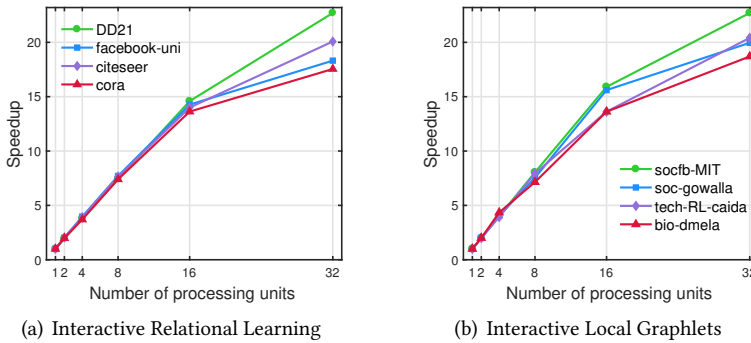 DD21
facebook-uni
citeseer
cora
Speedup
20
15
10
5
0
1 2 4 8 16 32
Number of processing units
(a) Interactive Relational Learning
socfb-MIT
soc-gowalla
tech-RL-caida
bio-dmela
Speedup
20
15
10
5
0
1 2 4 8 16 32
Number of processing units
(b) Interactive Local Graphlets